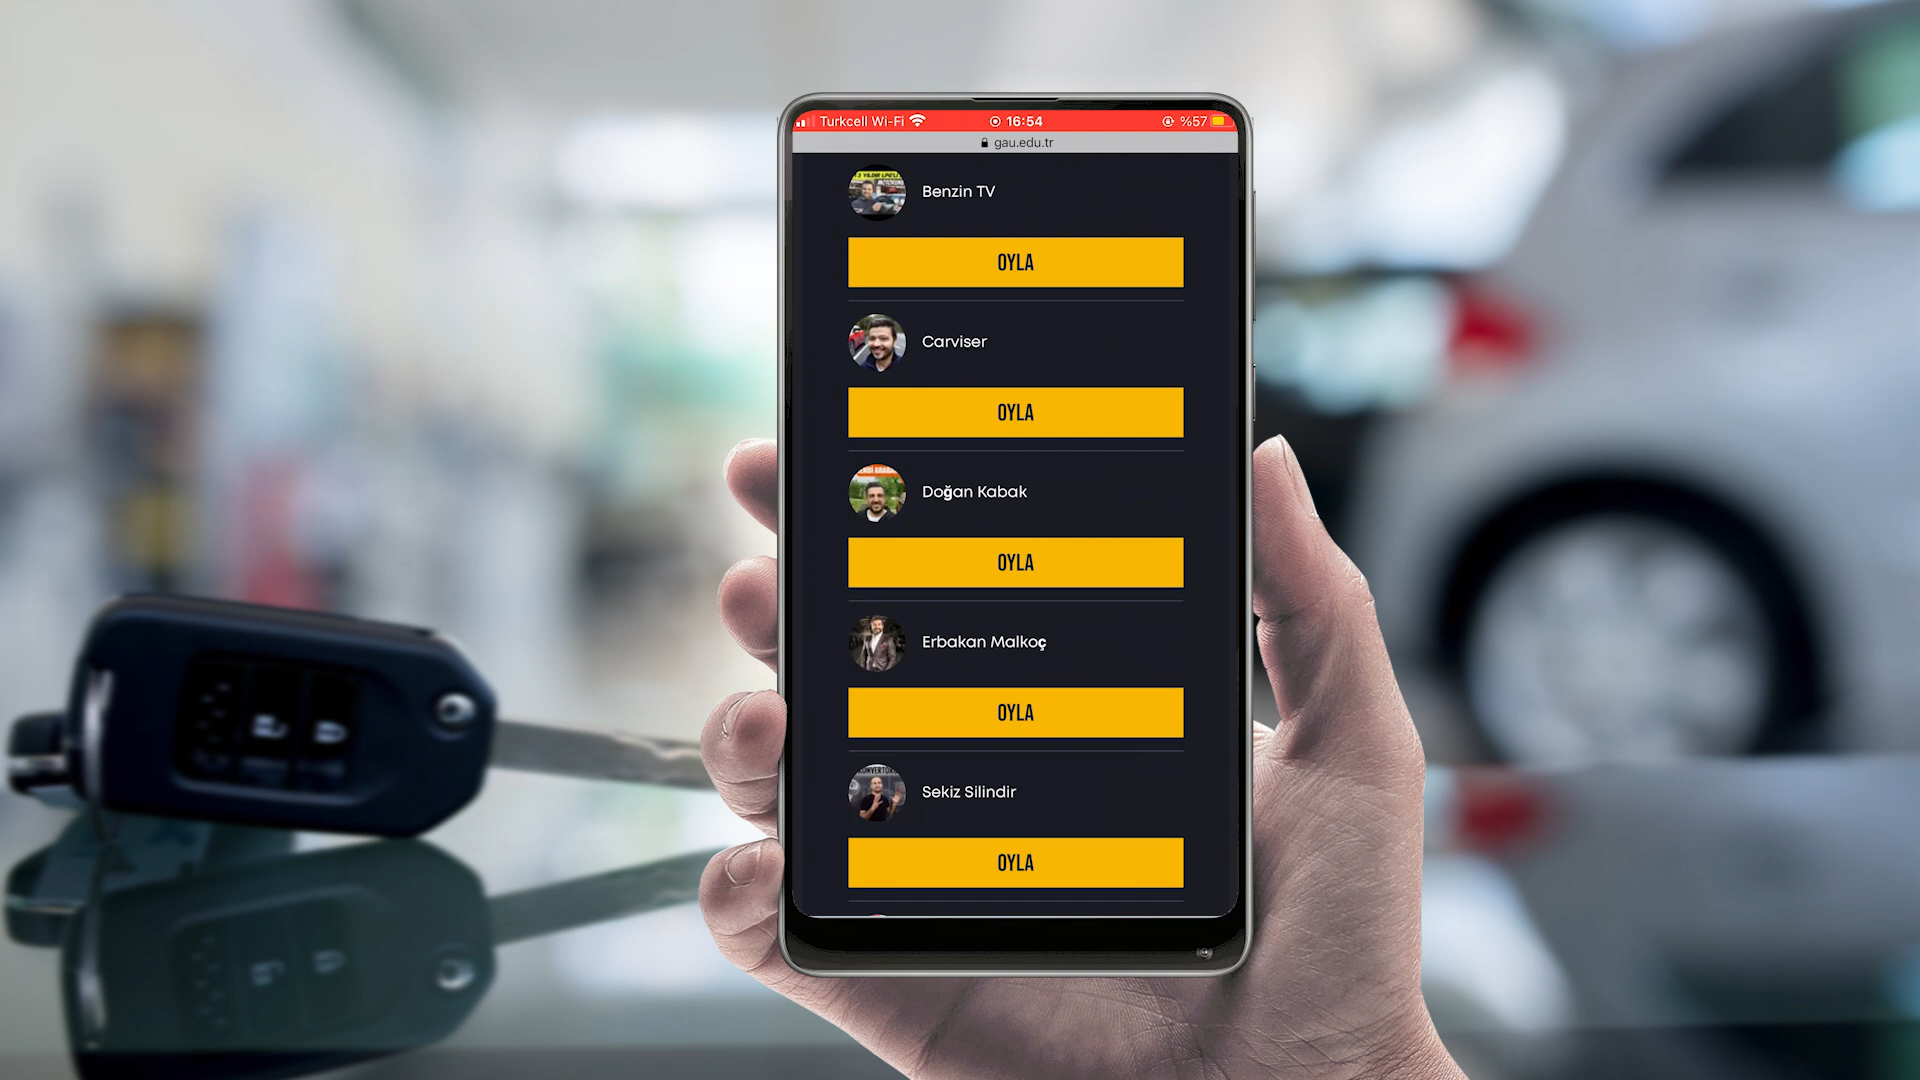 Turkcell Wi-Fi 16:54 %57
gau.edu.tr
Benzin TV
OYLA
Carviser
OYLA
Doğan Kabak
OYLA
Erbakan Malkoç
OYLA
Sekiz Silindir
OYLA